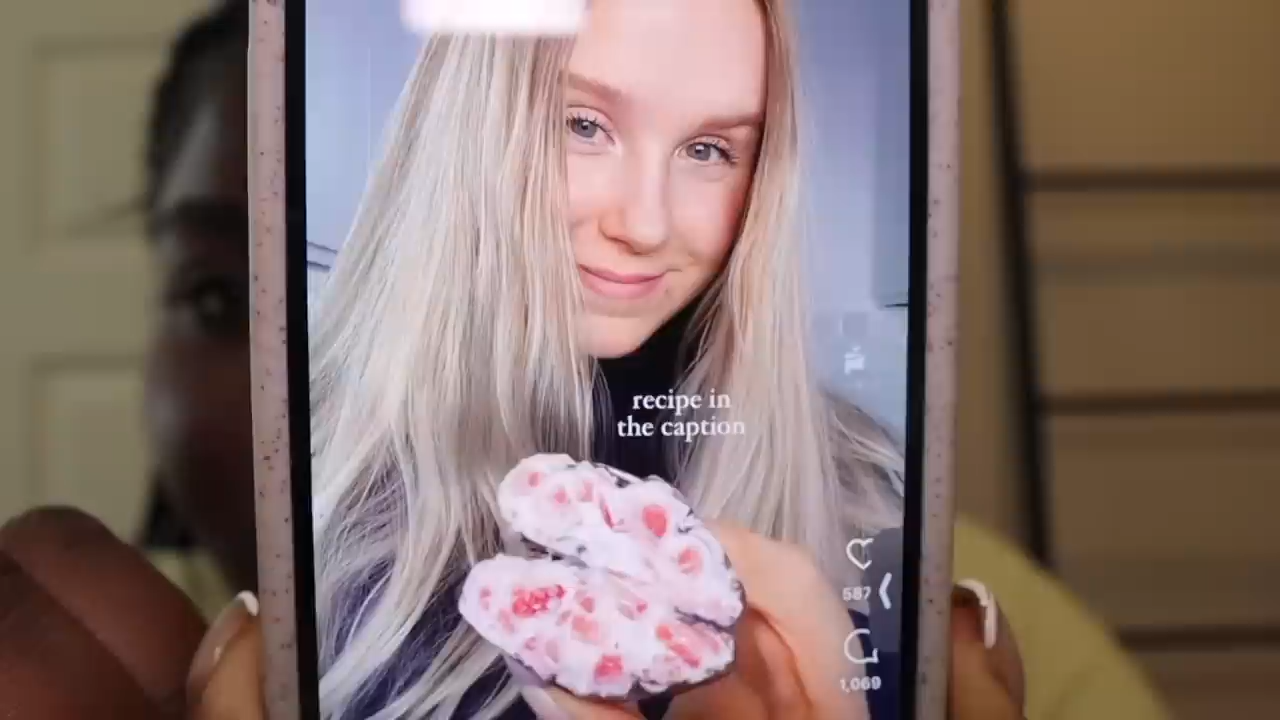 recipe in
the caption
587
1,069